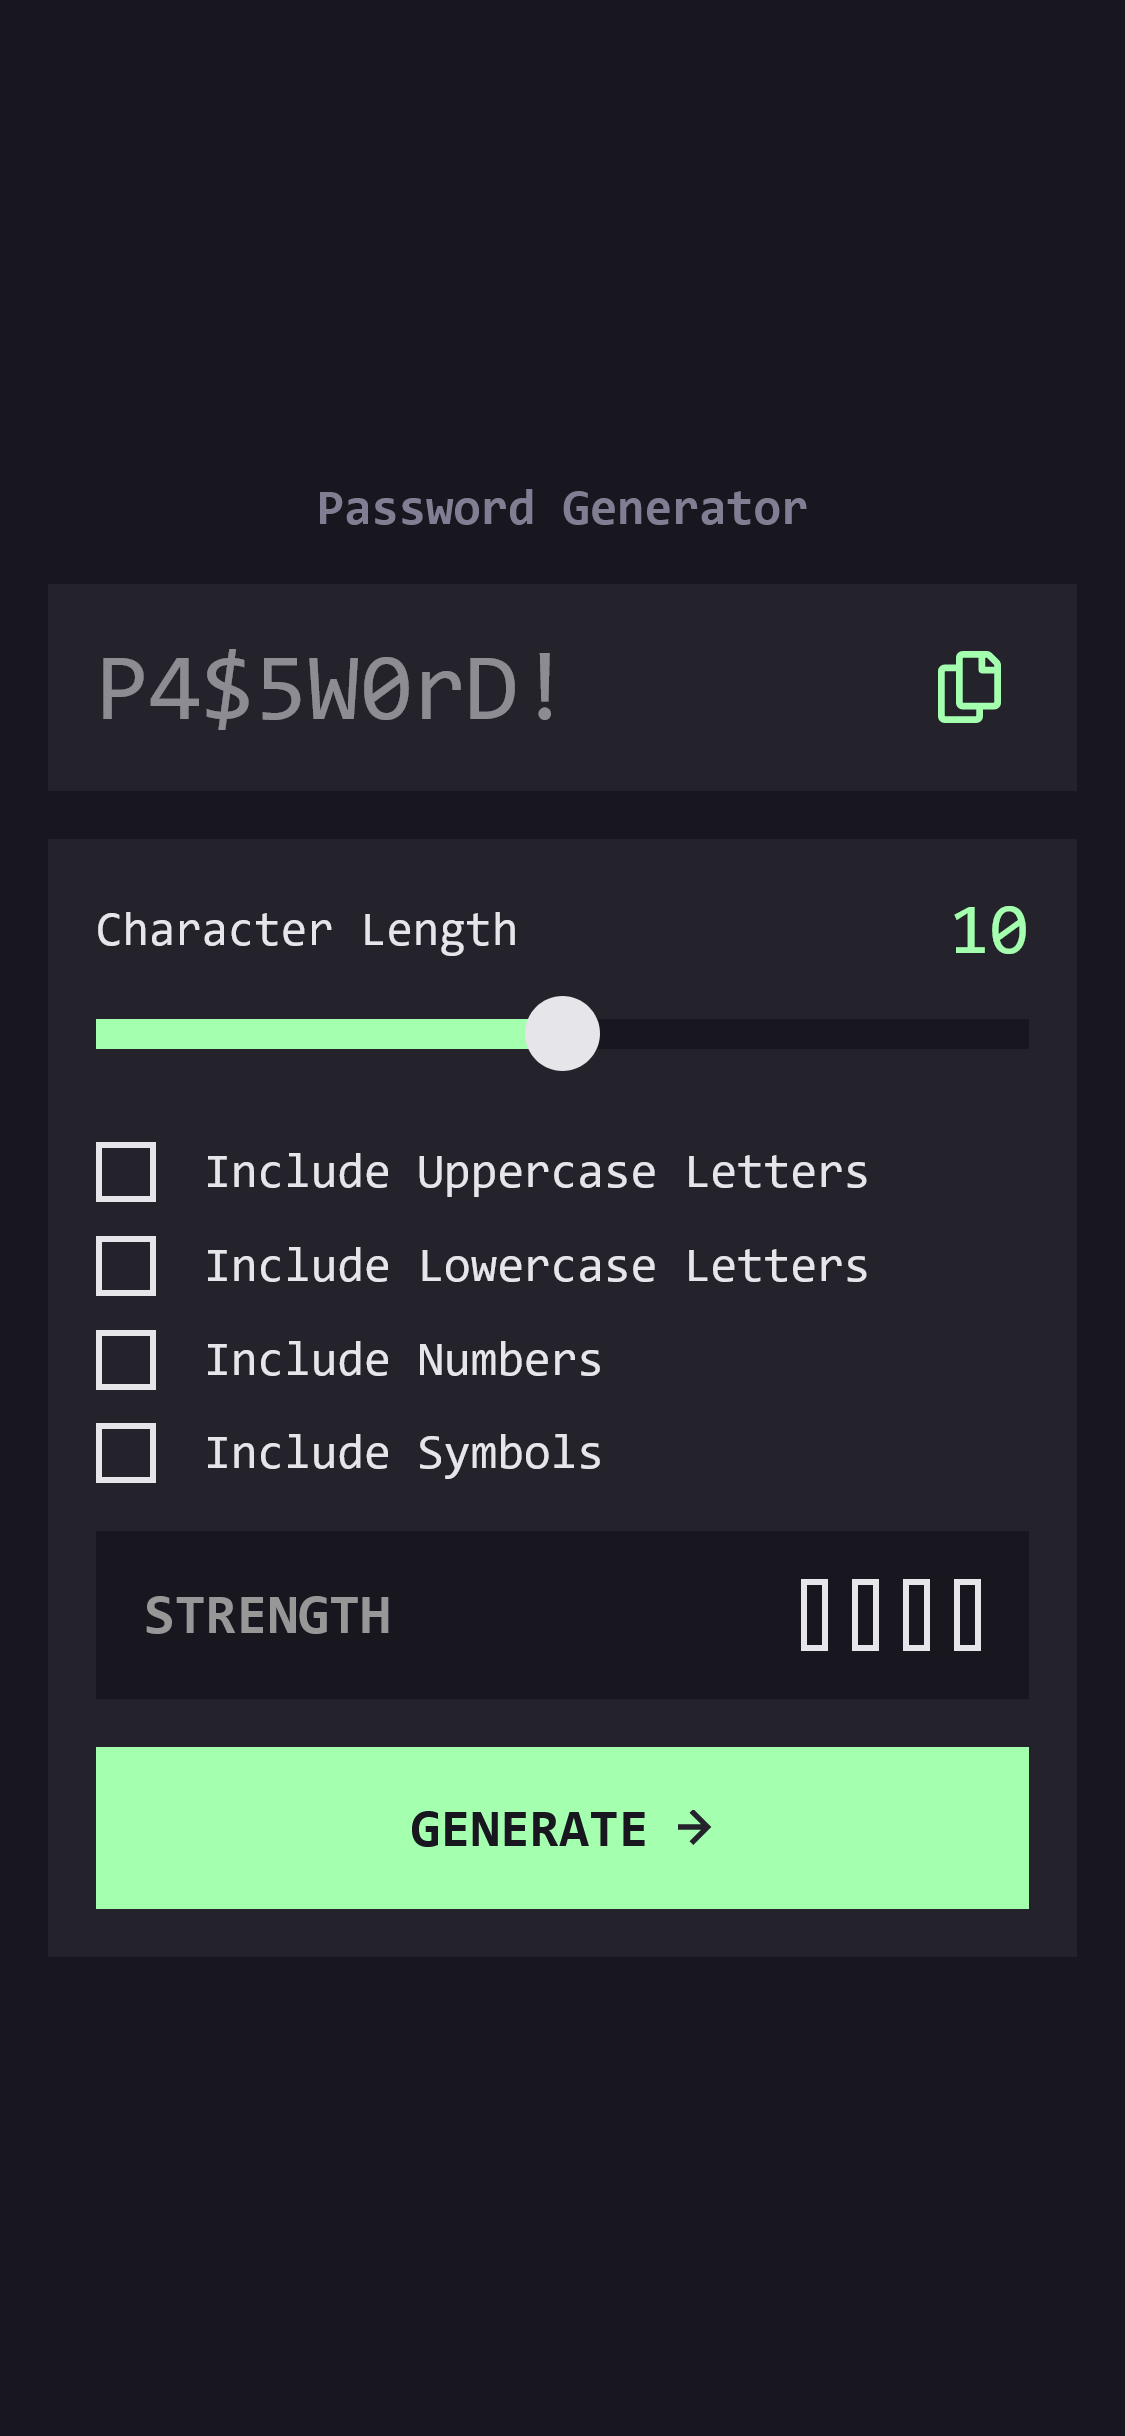 Password Generator
P4$5W0rD!
Character Length
10
Include Uppercase Letters
Include Lowercase Letters
Include Numbers
Include Symbols
STRENGTH
GENERATE →